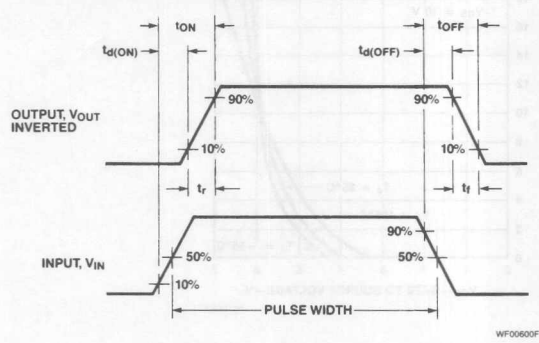 tON
tOFF
td(ON)
td(OFF)
OUTPUT, VOUT
INVERTED
90%
90%
10%
10%
tr
tf
INPUT, VIN
90%
50%
50%
10%
PULSE WIDTH
WF00600F